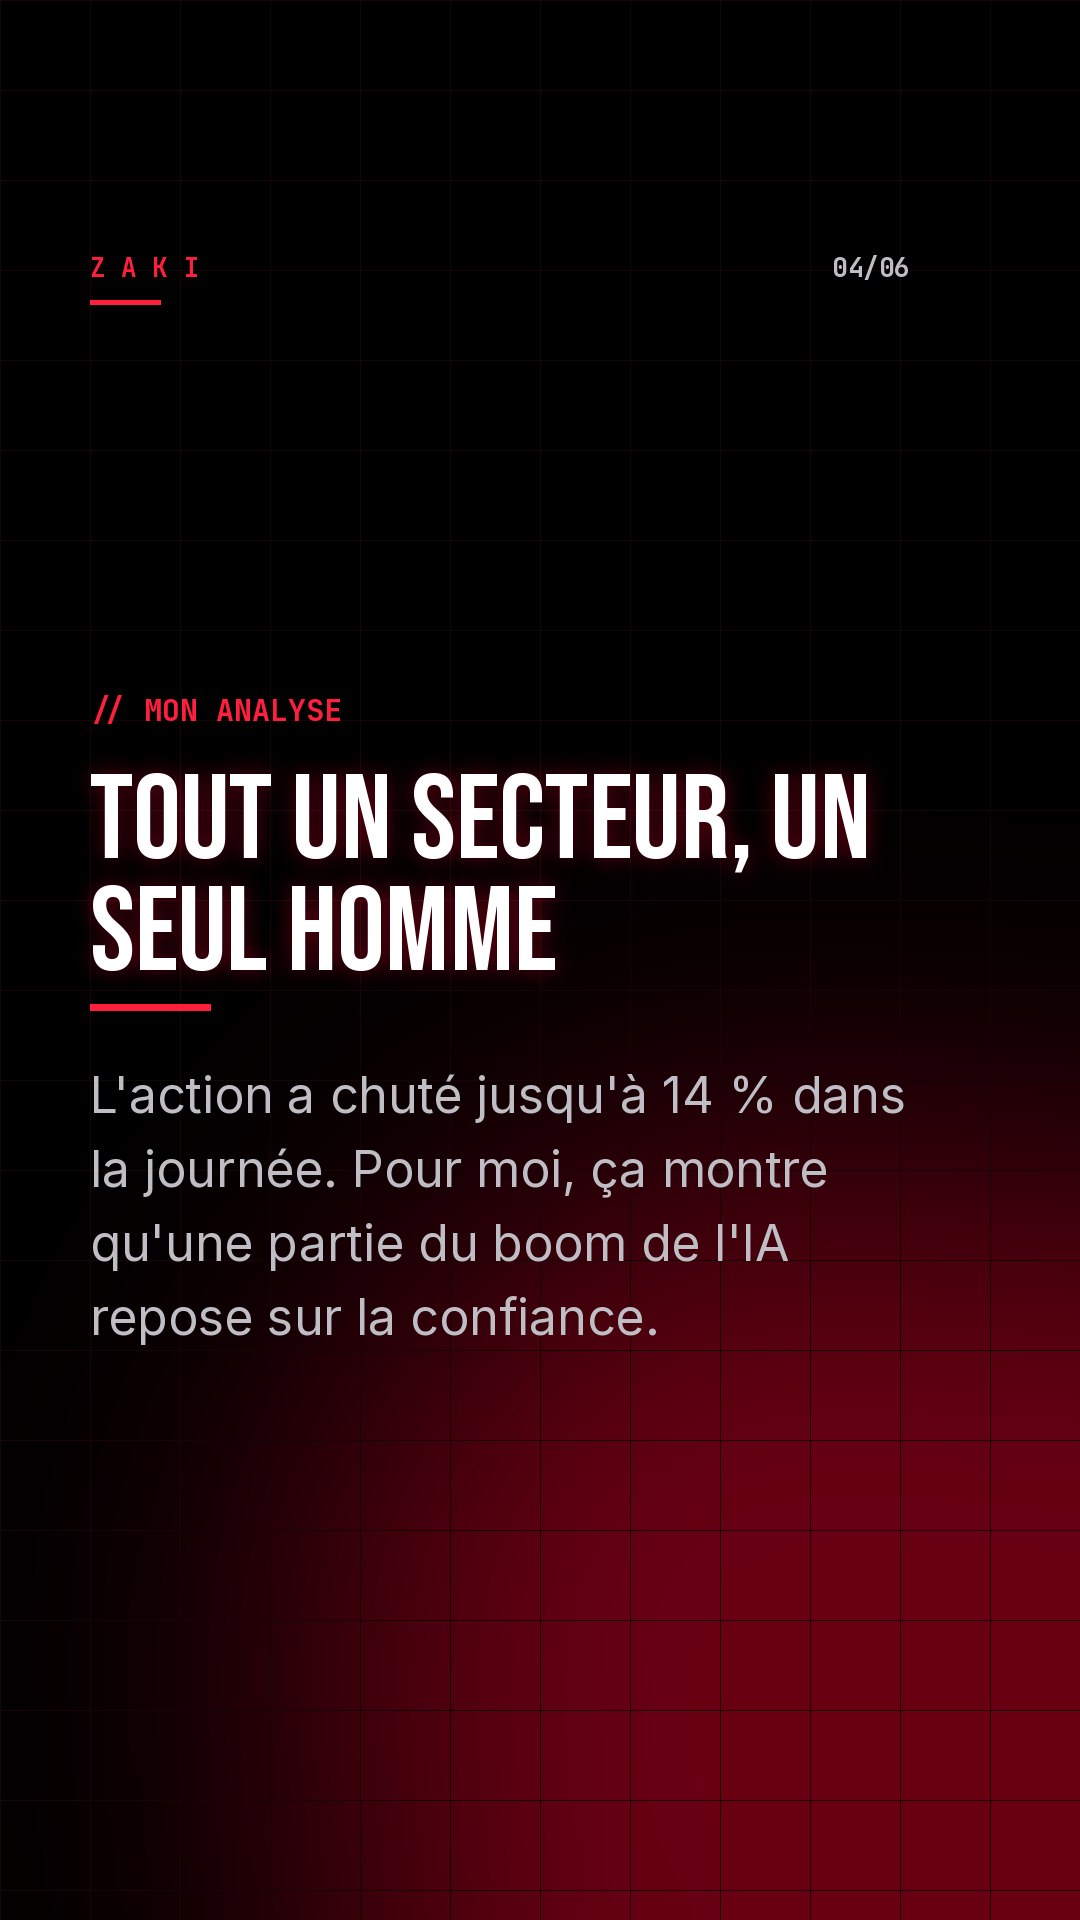 ZAKI
04/06
// MON ANALYSE
TOUT UN SECTEUR, UN
SEUL HOMME
L'action a chuté jusqu'à 14 % dans
la journée. Pour moi, ça montre
qu'une partie du boom de l'IA
repose sur la confiance.